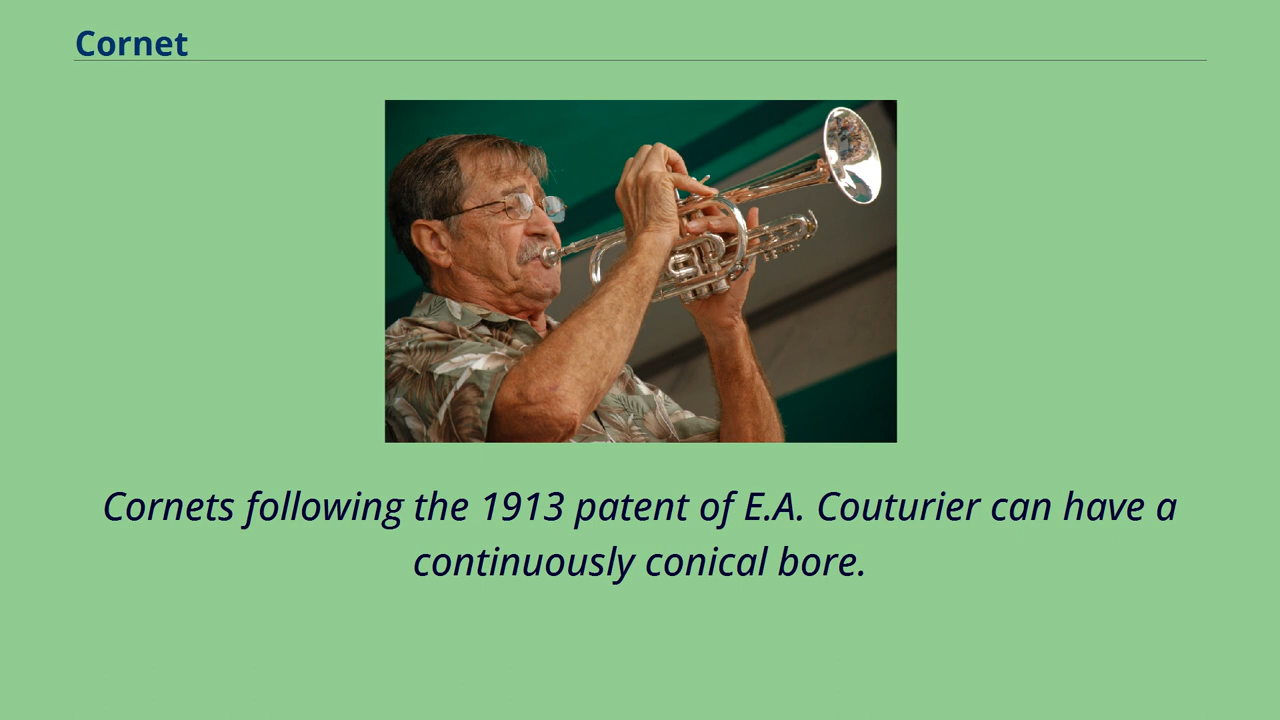 Cornet
Cornets following the 1913 patent of E.A. Couturier can have a
continuously conical bore.